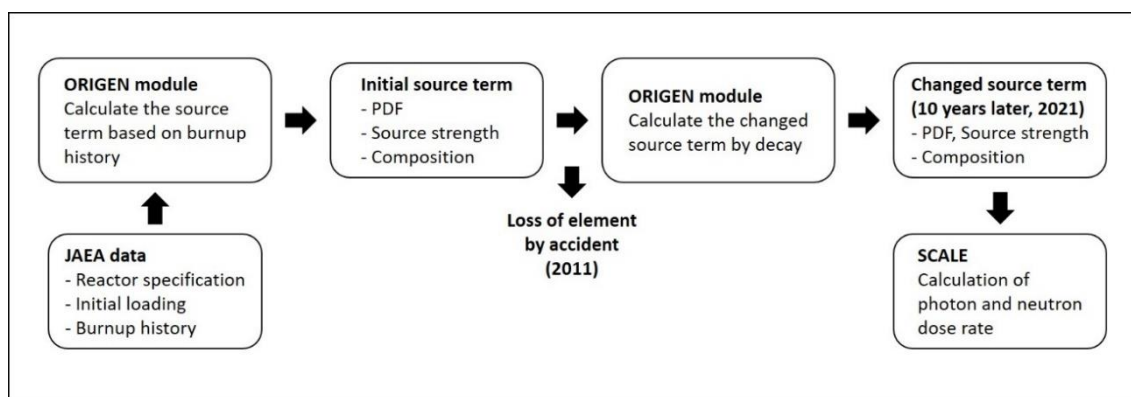 ORIGEN module
Calculate the source
term based on burnup
history
Initial source term
- PDF
- Source strength
- Composition
ORIGEN module
Calculate the changed
source term by decay
Changed source term
(10 years later, 2021)
- PDF, Source strength
- Composition
JAEA data
- Reactor specification
- Initial loading
- Burnup history
Loss of element
by accident
(2011)
SCALE
Calculation of
photon and neutron
dose rate